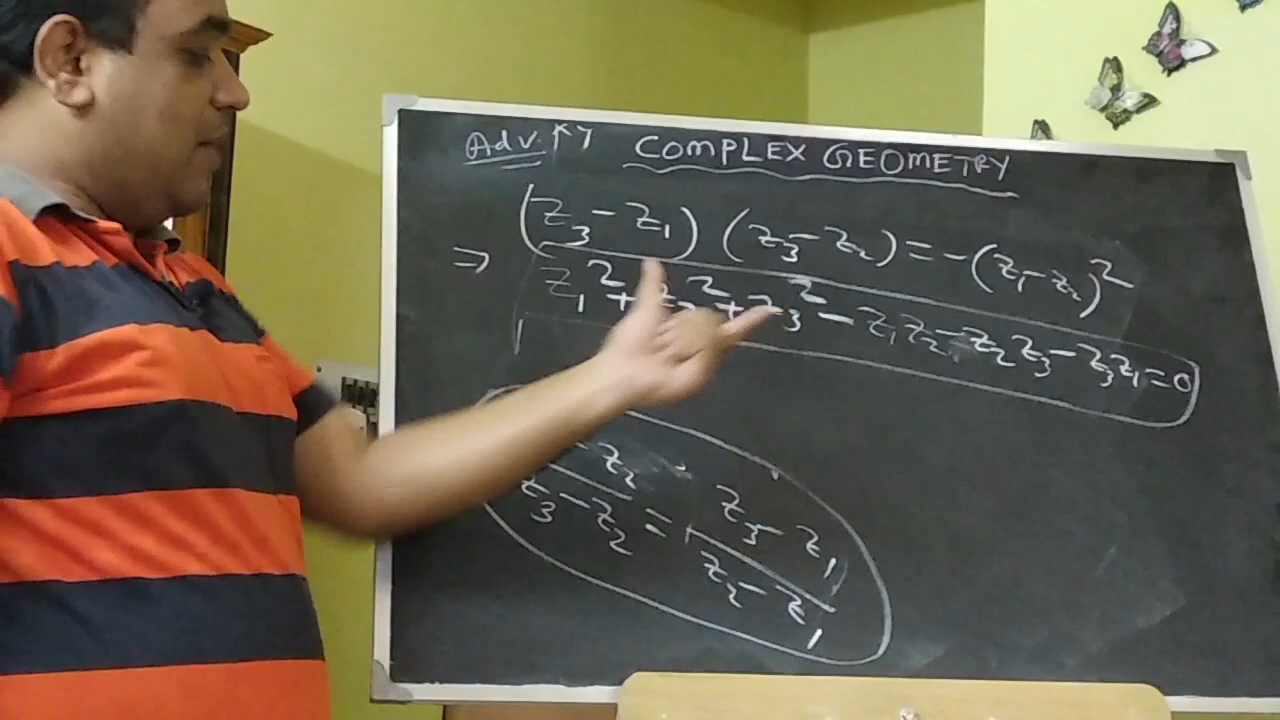 Adv.
COMPLEX GEOMETRY
(z₃ - z₁) (z₃ - z₂) = -(z₁ - z₂)²
⇒ z₁² + z₂² + z₃² - z₁z₂ - z₂z₃ - z₃z₁ = 0
- z₂ / z₃ - z₂ = z₃ - z₁ / z₂ - z₁